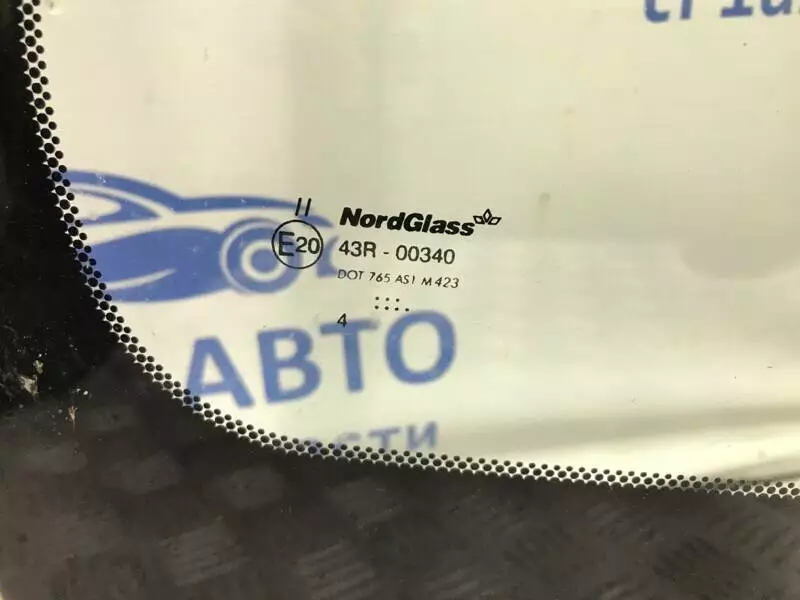 II
NordGlass
E20
43R - 00340
DOT 765 AS1 M423
4
АВТО